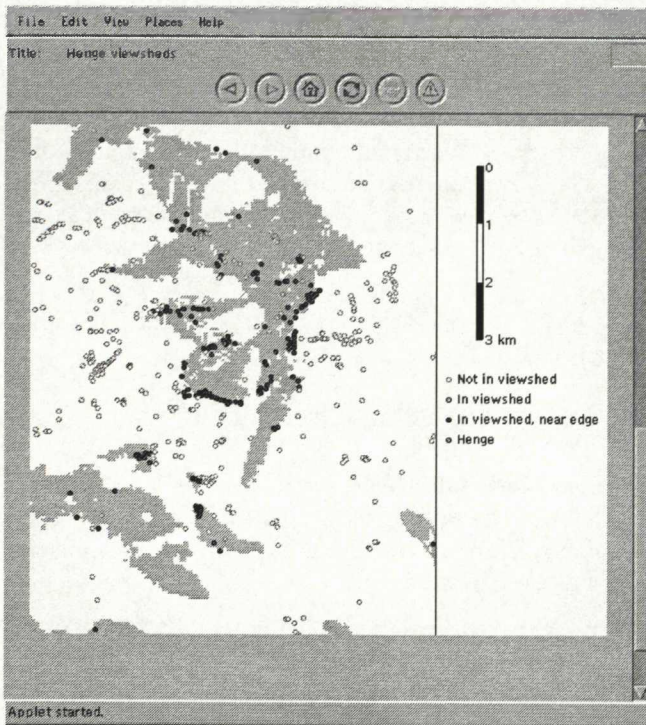 File Edit View Places Help
Title: Henge viewsheds
0
1
2
3 km
Not in viewshed
In viewshed
In viewshed, near edge
Henge
Applet started.